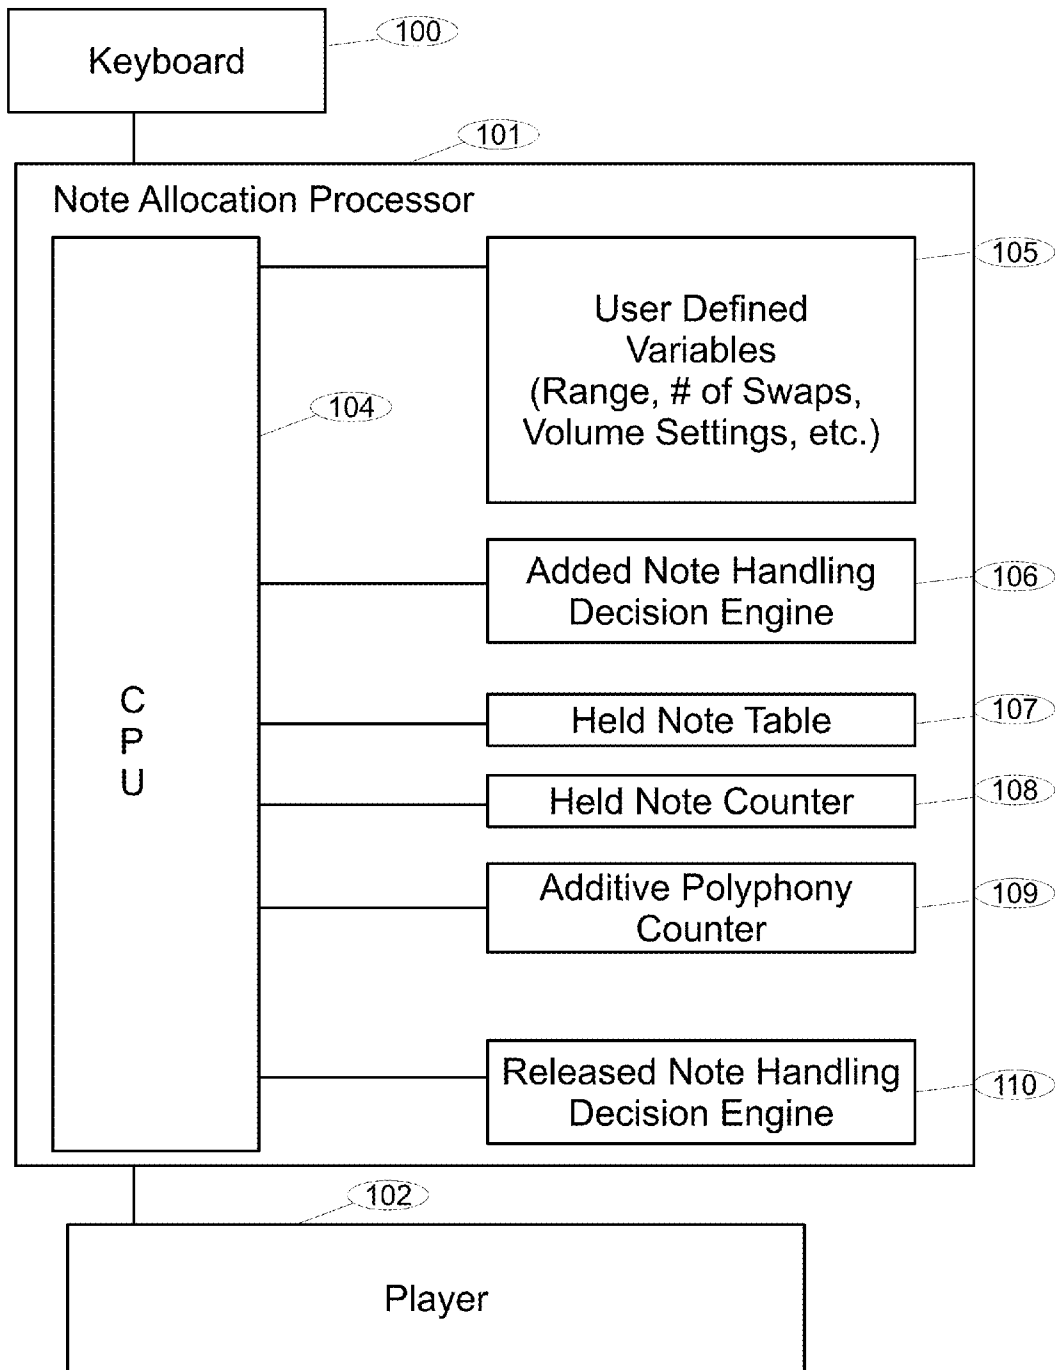 Keyboard
100
101
Note Allocation Processor
105
User Defined
Variables
(Range, # of Swaps,
Volume Settings, etc.)
104
Added Note Handling
Decision Engine
106
C
P
U
Held Note Table
107
Held Note Counter
108
Additive Polyphony
Counter
109
Released Note Handling
Decision Engine
110
102
Player